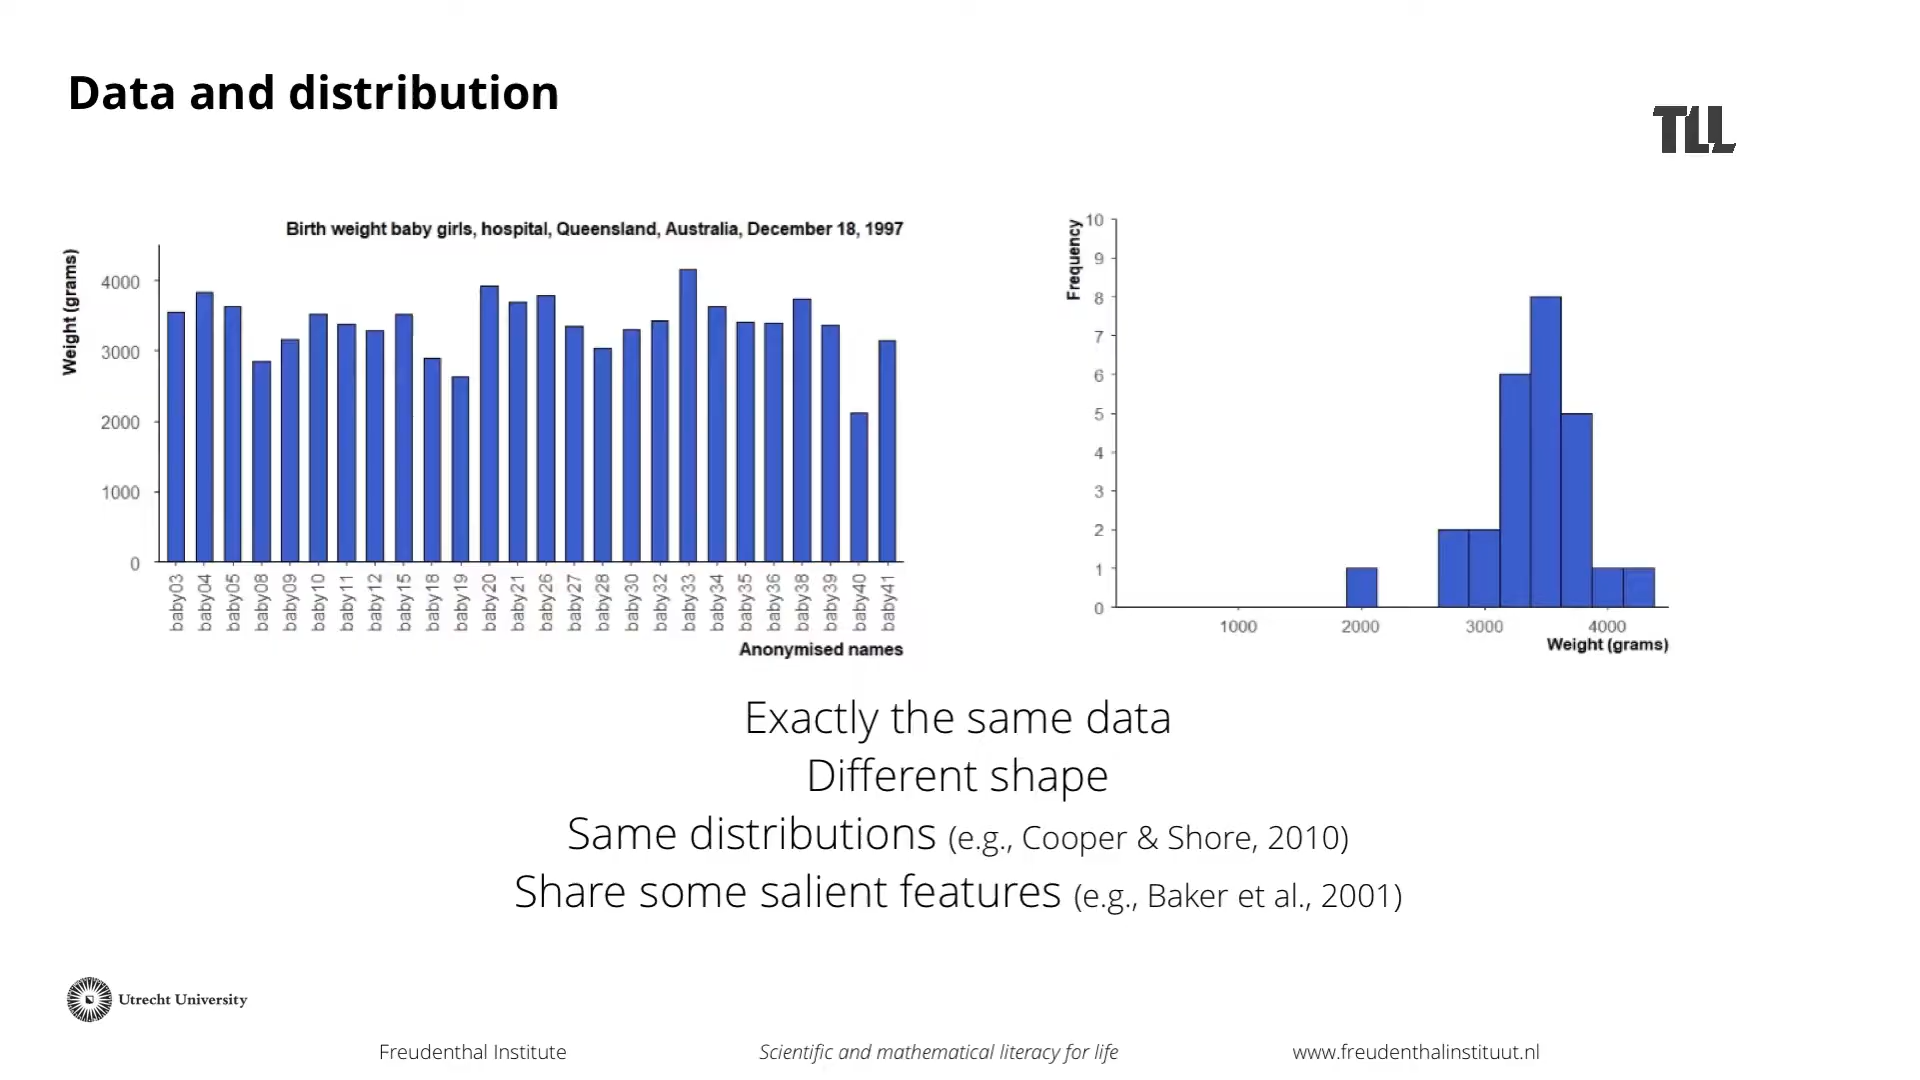 Data and distribution
TLL
Birth weight baby girls, hospital, Queensland, Australia, December 18, 1997
Weight (grams)
4000
3000
2000
1000
0
baby03
baby04
baby05
baby08
baby09
baby10
baby11
baby12
baby15
baby18
baby19
baby20
baby21
baby26
baby27
baby28
baby30
baby32
baby33
baby34
baby35
baby36
baby38
baby39
baby40
baby41
Anonymised names
Frequency
10
9
8
7
6
5
4
3
2
1
0
1000 2000 3000 4000
Weight (grams)
Exactly the same data
Different shape
Same distributions (e.g., Cooper & Shore, 2010)
Share some salient features (e.g., Baker et al., 2001)
Utrecht University
Freudenthal Institute
Scientific and mathematical literacy for life
www.freudenthalinstituut.nl